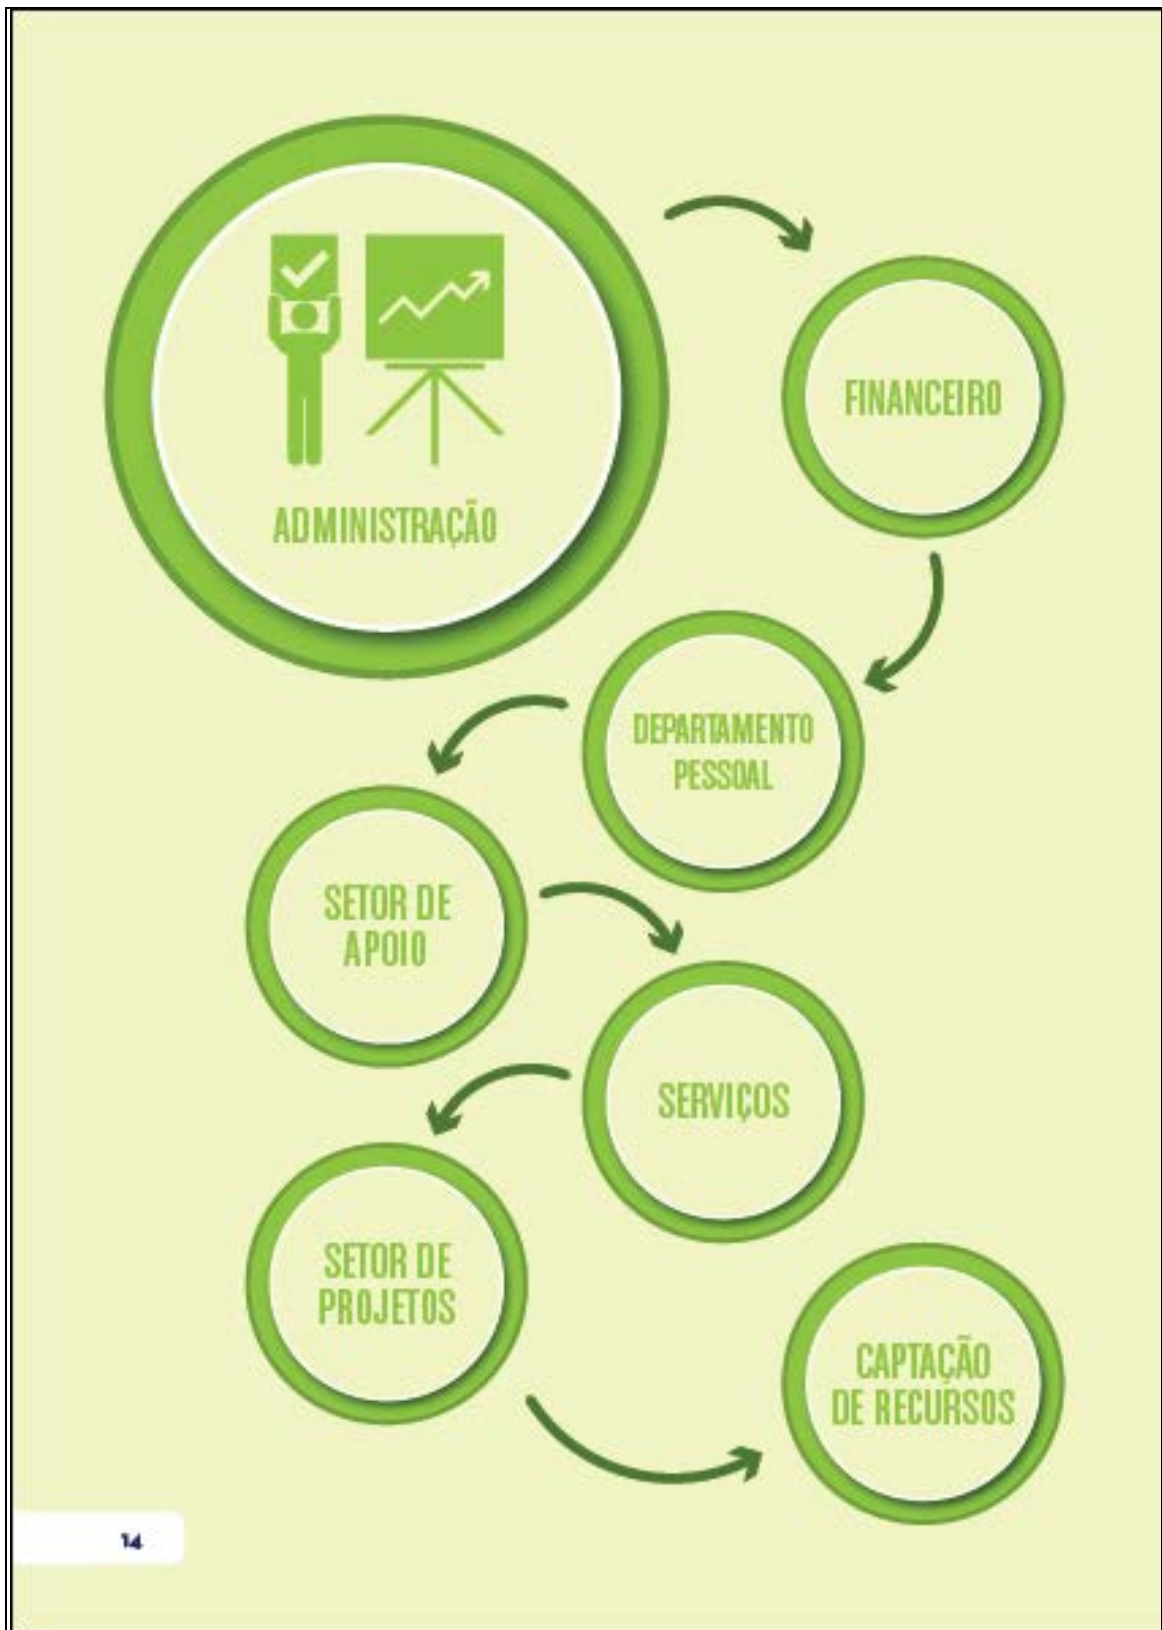 ADMINISTRAÇÃO
FINANCEIRO
DEPARTAMENTO
PESSOAL
SETOR DE
APOIO
SERVIÇOS
SETOR DE
PROJETOS
CAPTAÇÃO
DE RECURSOS
14